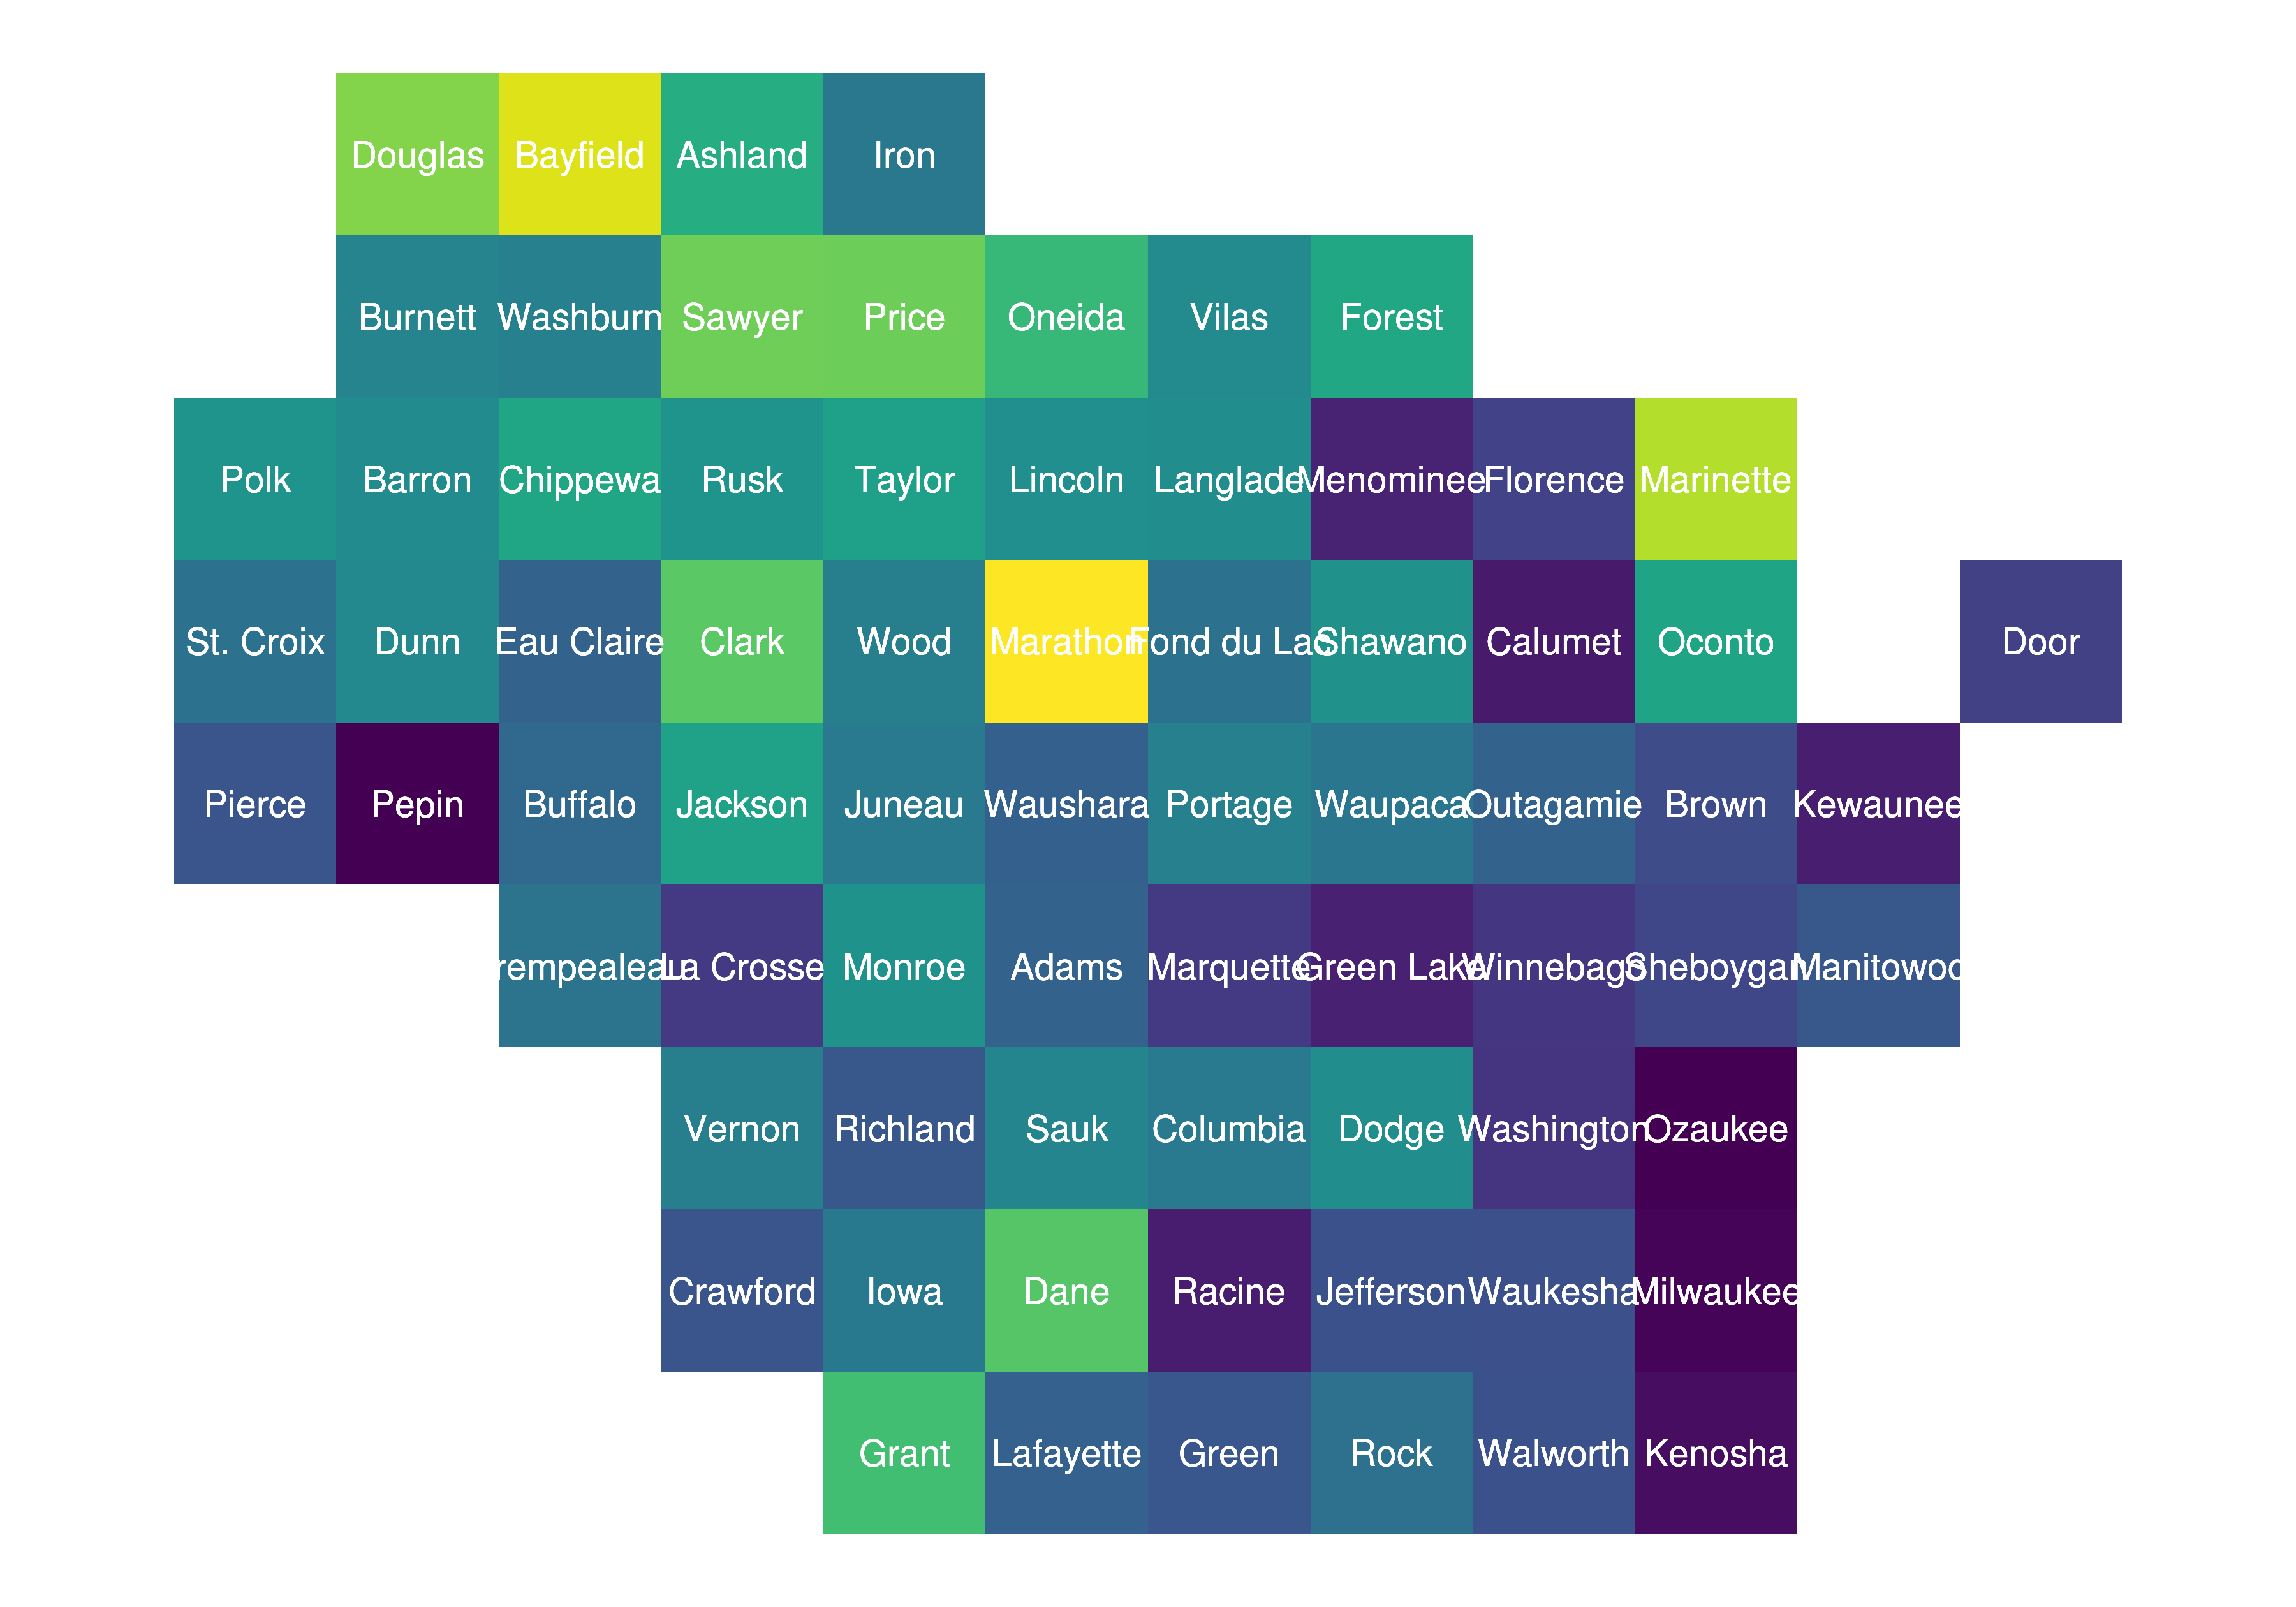 Douglas Bayfield Ashland Iron
Burnett Washburn Sawyer Price Oneida Vilas Forest
Polk Barron Chippewa Rusk Taylor Lincoln Langlade Menominee Florence Marinette
St. Croix Dunn Eau Claire Clark Wood Marathon Fond du Lac Shawano Calumet Oconto Door
Pierce Pepin Buffalo Jackson Juneau Waushara Portage Waupaca Outagamie Brown Kewaunee
rempealeau La Crosse Monroe Adams Marquette Green Lake Winnebago Sheboygan Manitowoc
Vernon Richland Sauk Columbia Dodge Washington Ozaukee
Crawford Iowa Dane Racine Jefferson Waukesha Milwaukee
Grant Lafayette Green Rock Walworth Kenosha